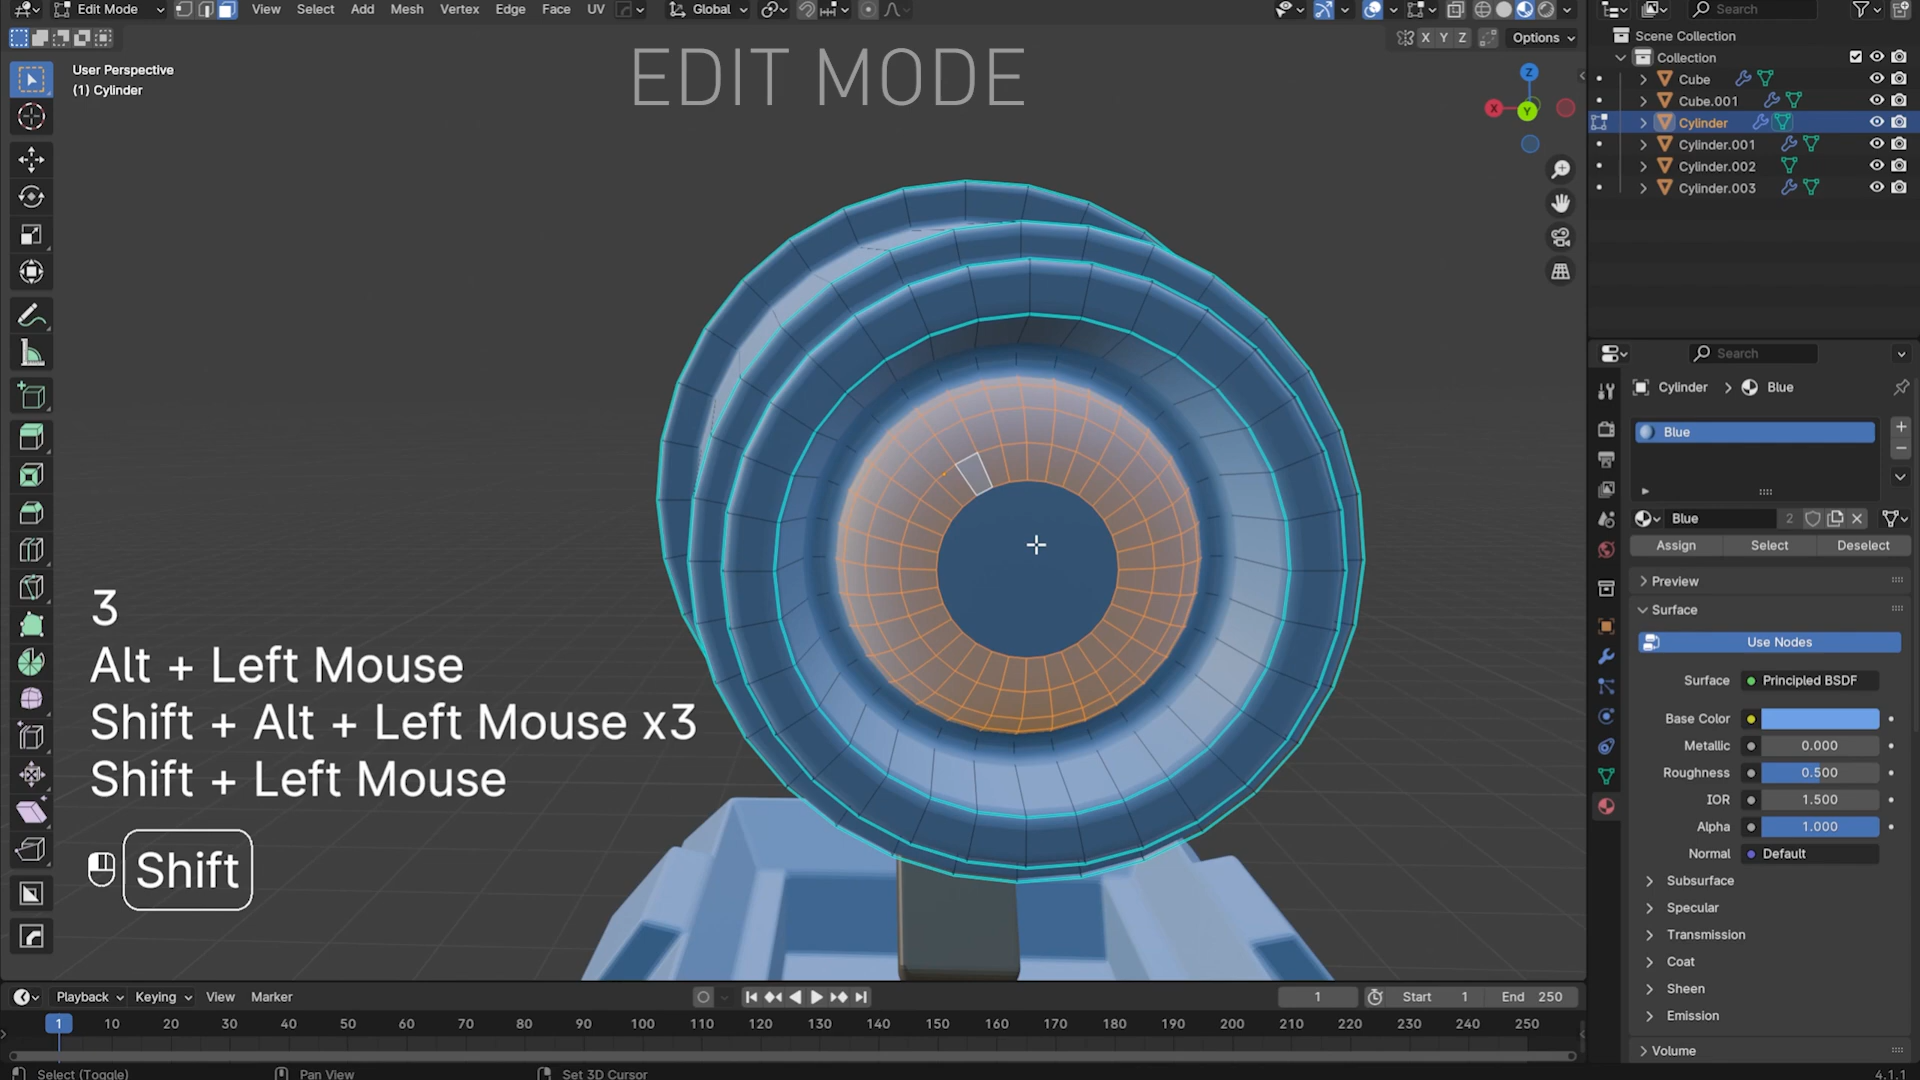 Edit Mode
View
Select
Add
Mesh
Vertex
Edge
Face
UV
Global
Search
X Y Z
Options
EDIT MODE
User Perspective
(1) Cylinder
Z
X
Y
Scene Collection
Collection
Cube
Cube.001
Cylinder
Cylinder.001
Cylinder.002
Cylinder.003
Search
Cylinder > Blue
Blue
Blue 2
Assign Select Deselect
Preview
Surface
Use Nodes
Surface Principled BSDF
Base Color
Metallic 0.000
Roughness 0.500
IOR 1.500
Alpha 1.000
Normal Default
Subsurface
Specular
Transmission
Coat
Sheen
Emission
Volume
3
Alt + Left Mouse
Shift + Alt + Left Mouse x3
Shift + Left Mouse
Shift
Playback Keying View Marker
1 Start 1 End 250
1 10 20 30 40 50 60 70 80 90 100 110 120 130 140 150 160 170 180 190 200 210 220 230 240 250
Select (Toggle) Pan View Set 3D Cursor 4.1.1